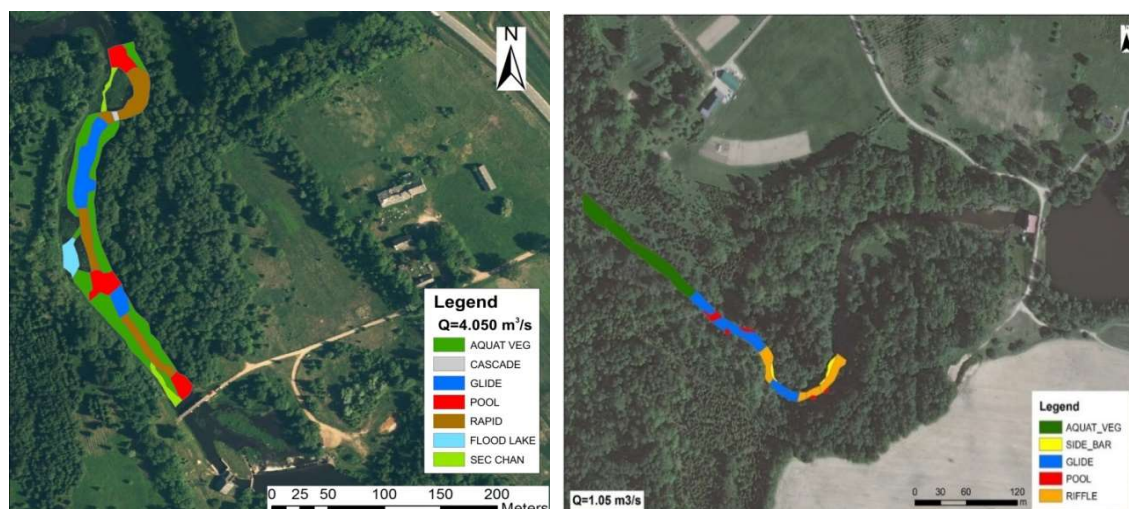 N
Legend
Q=4.050 m³/s
AQUAT VEG
CASCADE
GLIDE
POOL
RAPID
FLOOD LAKE
SEC CHAN
0 25 50 100 150 200
Meters
Legend
AQUAT_VEG
SIDE_BAR
GLIDE
POOL
RIFFLE
Q=1.05 m3/s
0 30 60 120
m